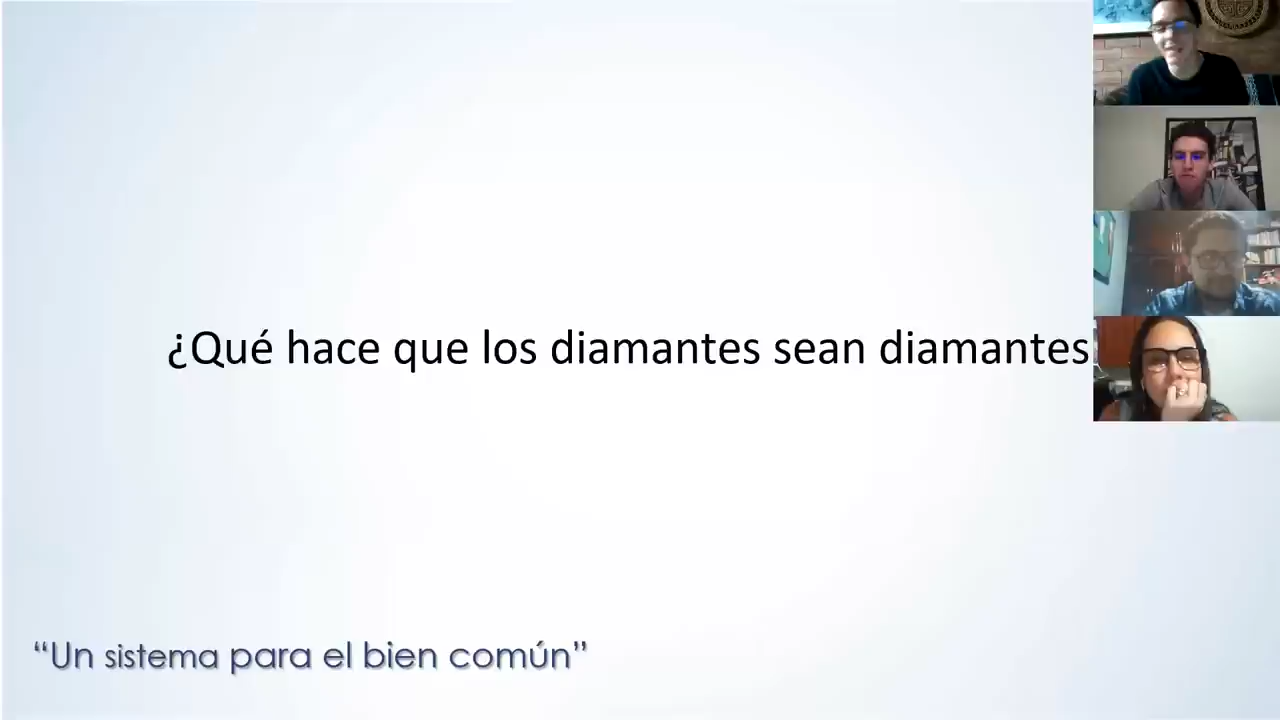 ¿Qué hace que los diamantes sean diamantes
“Un sistema para el bien común”